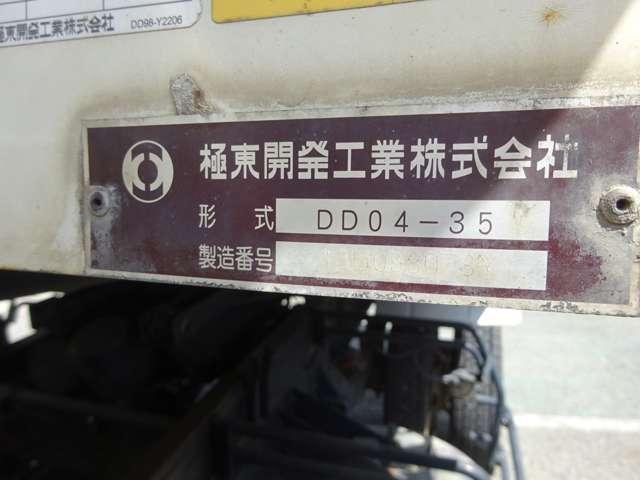 極東開発工業株式会社 DD98-Y2206
極東開発工業株式会社
形式 DD04-35
製造番号